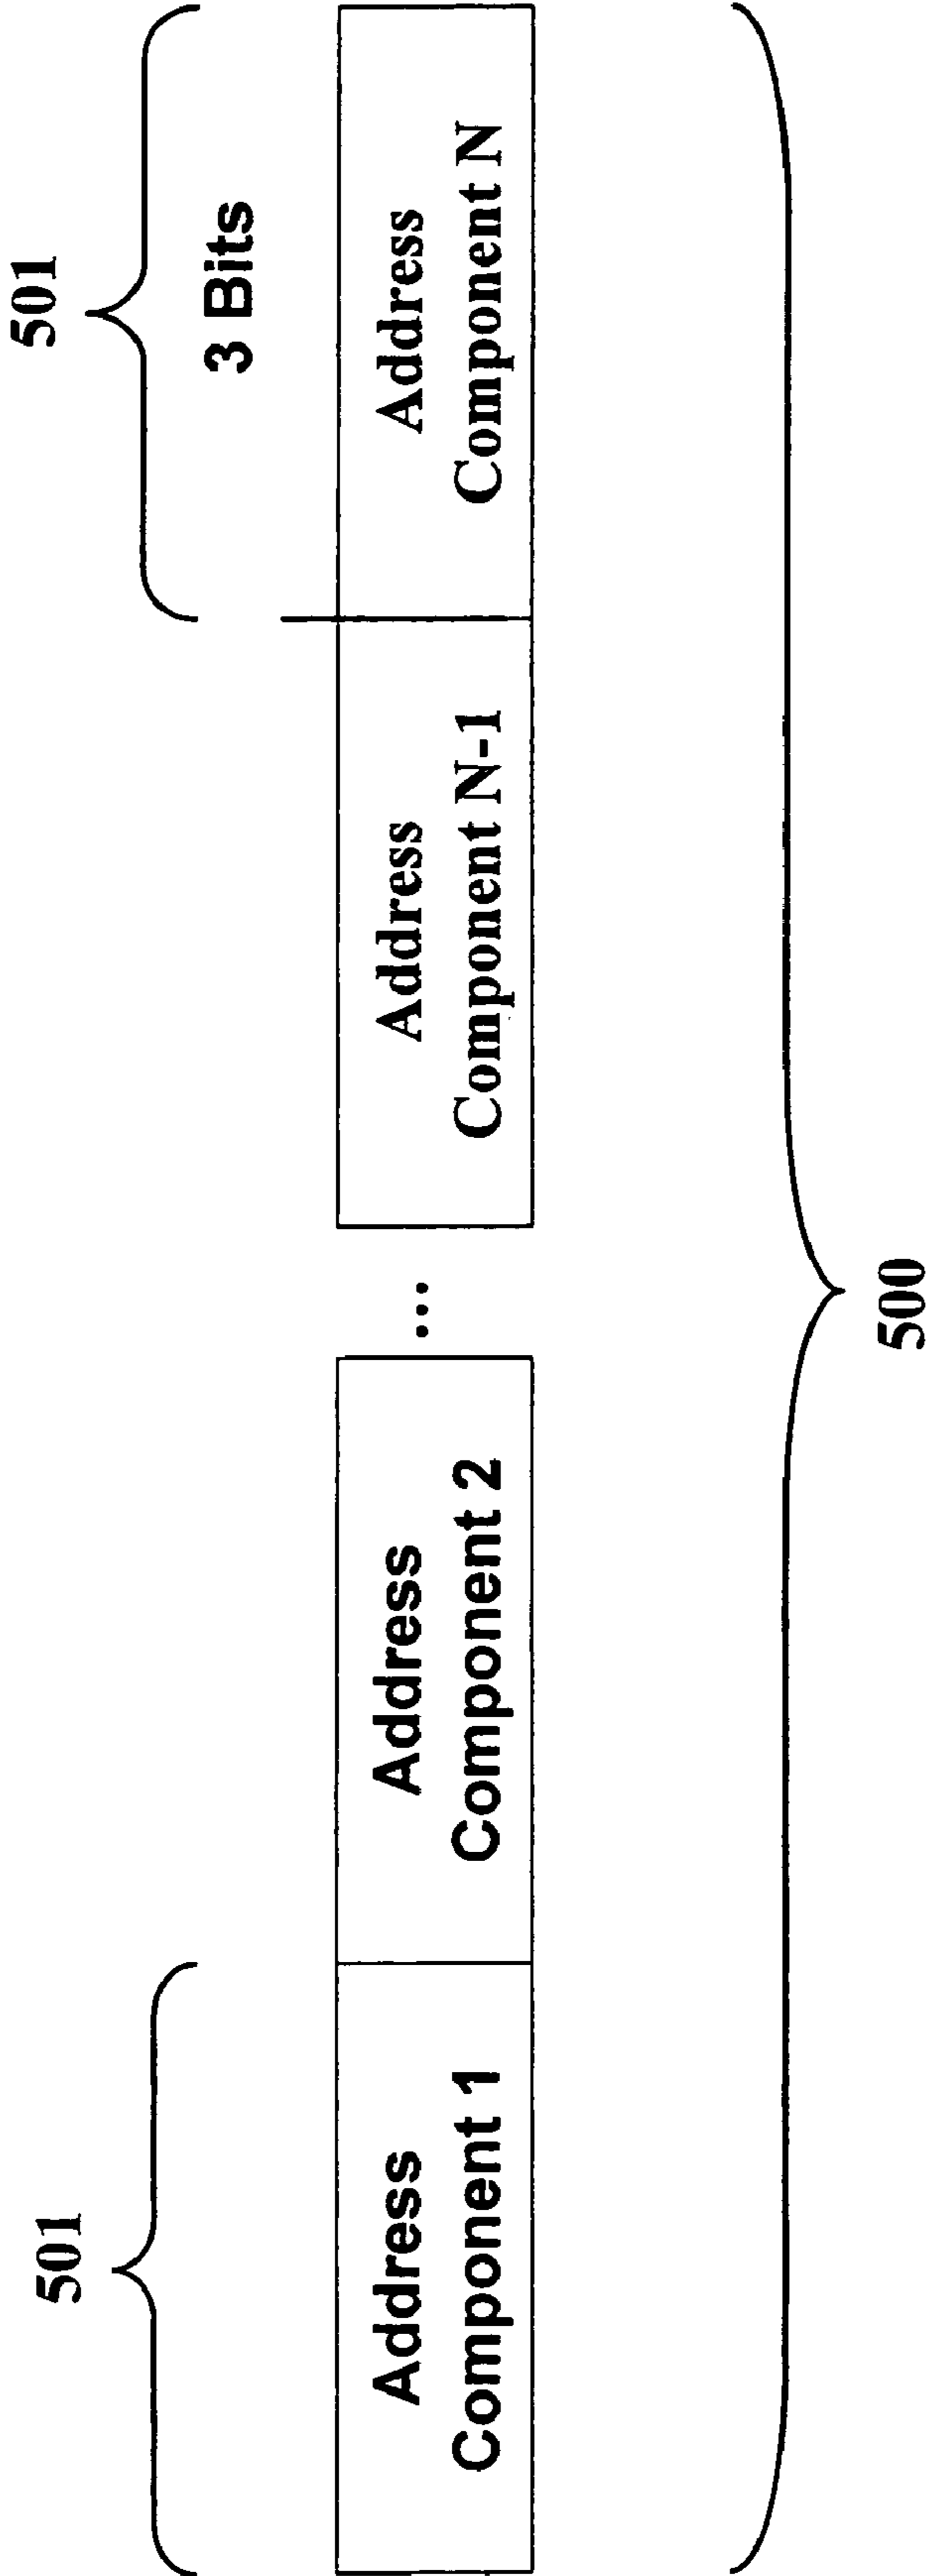 501
501
3 Bits
Address
Component 1
Address
Component 2
...
Address
Component N-1
Address
Component N
500